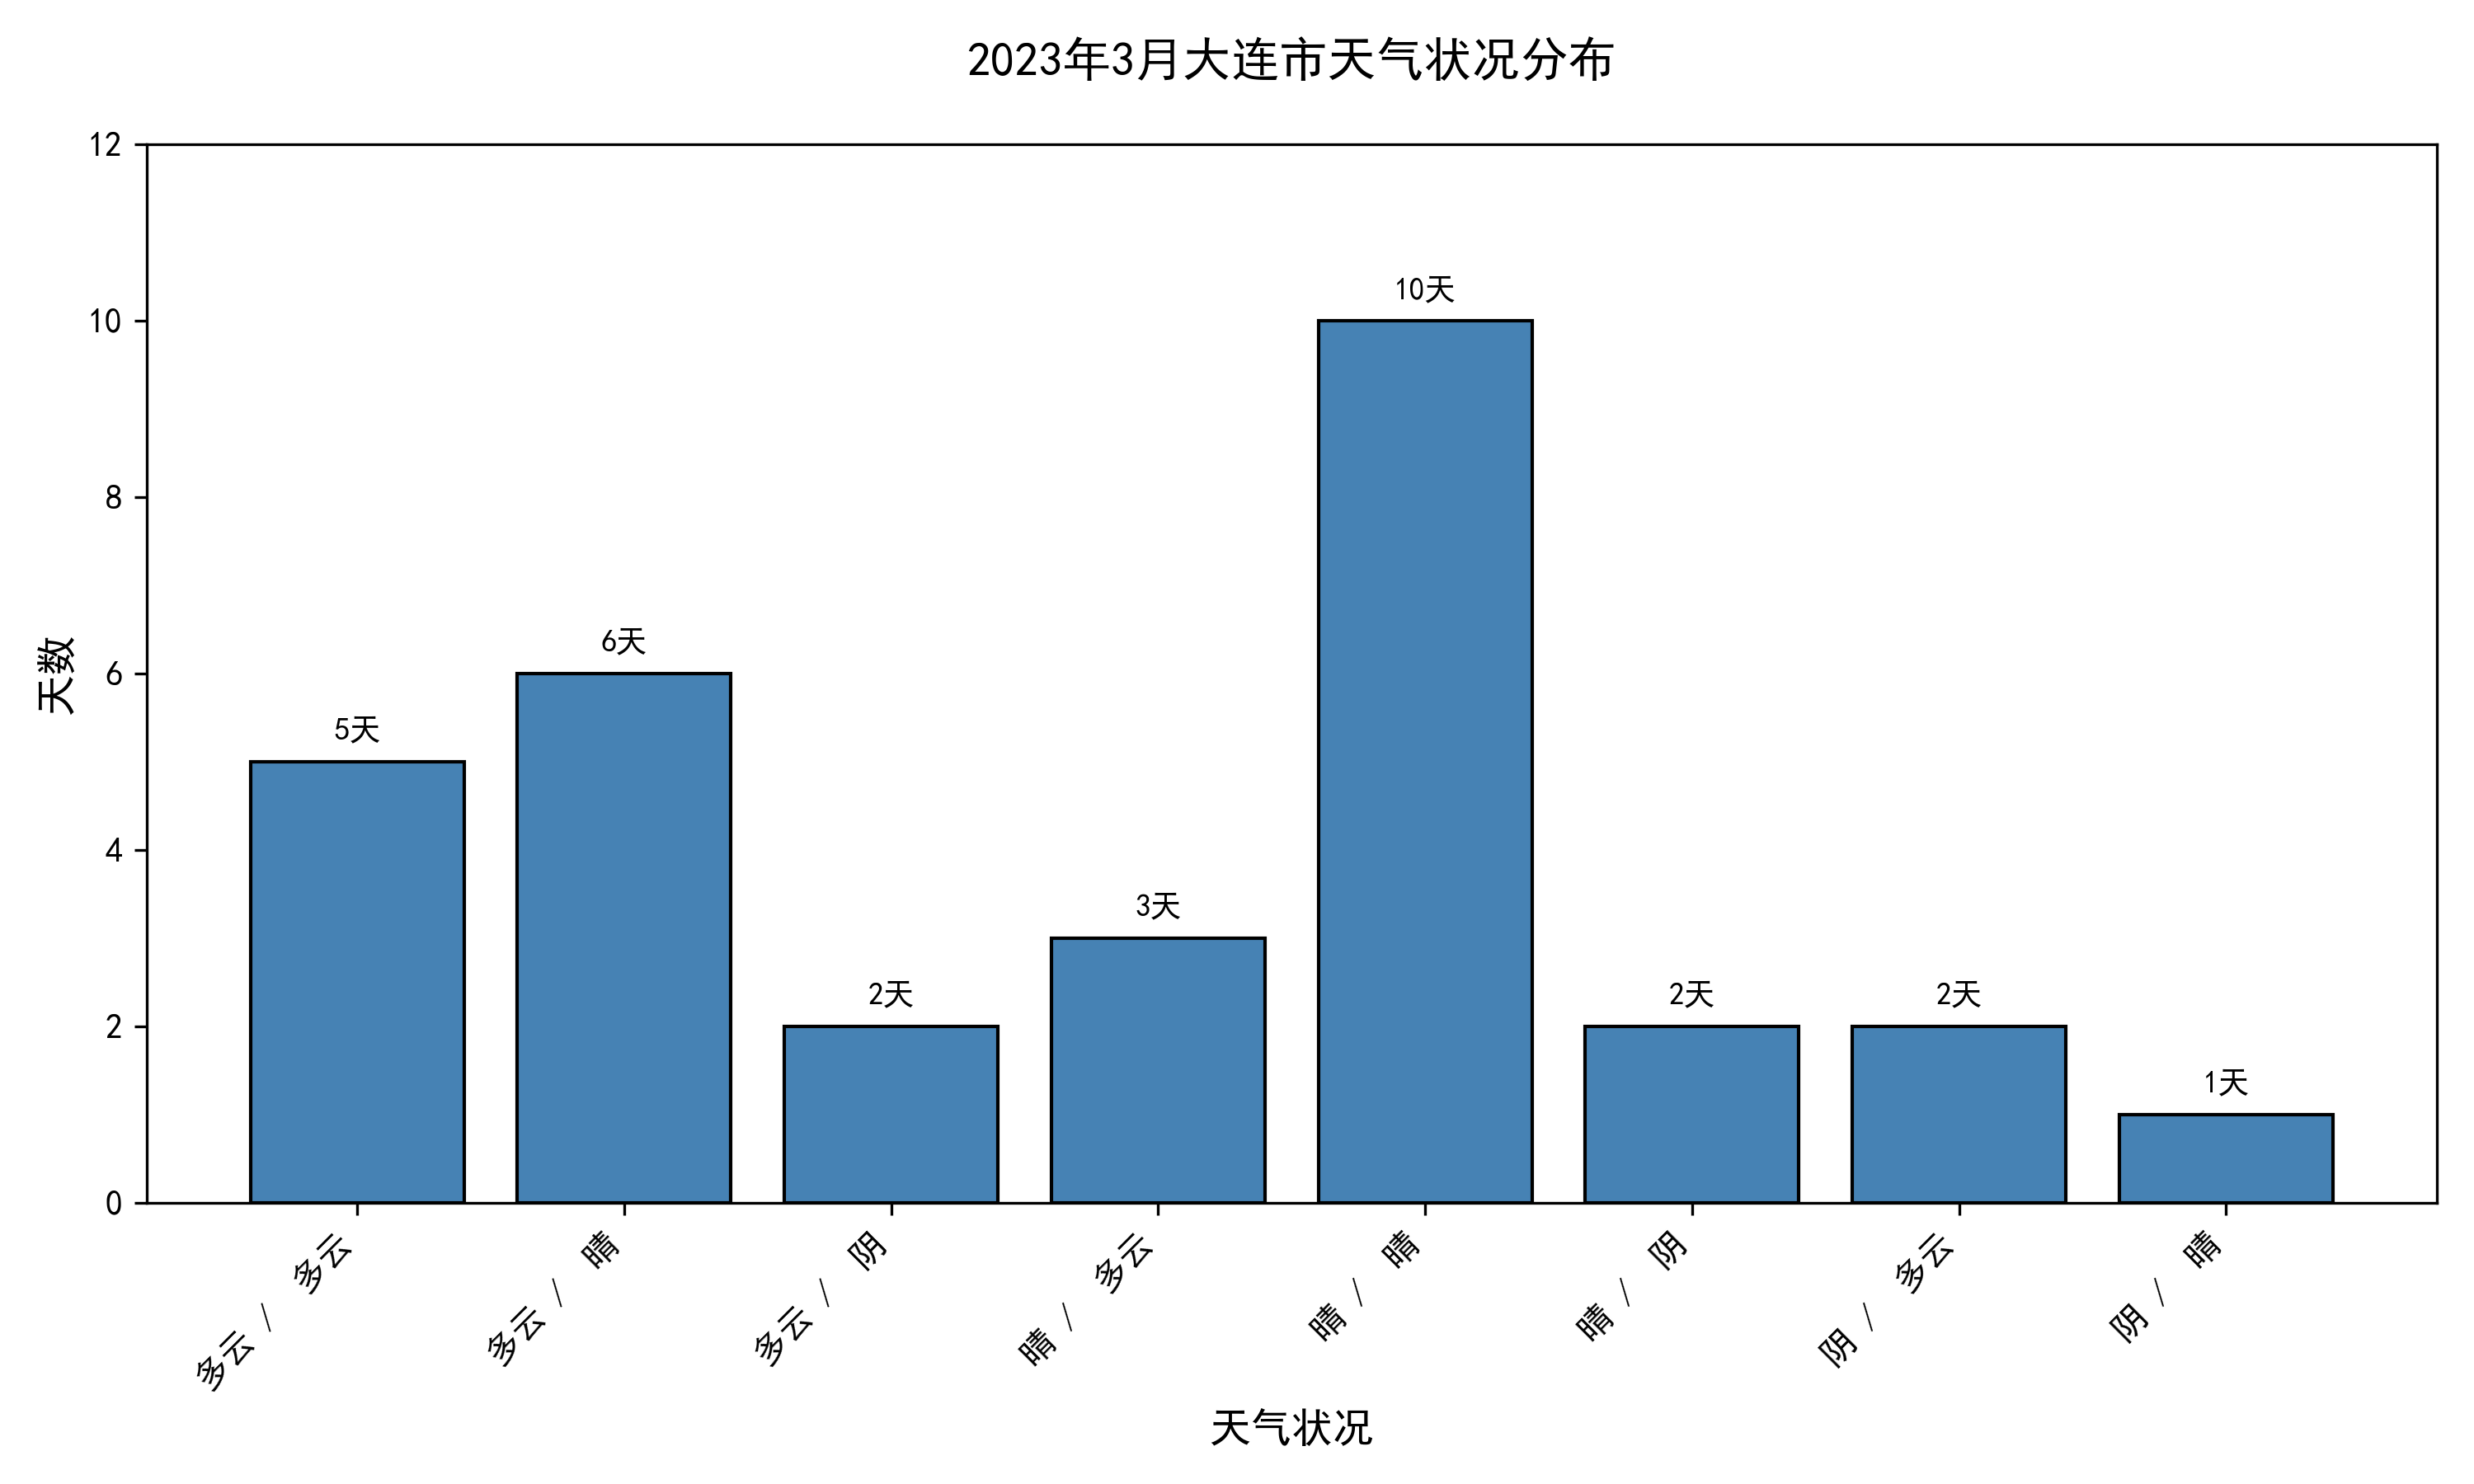 2023年3月大连市天气状况分布
12
10
8
6
4
2
0
天数
5天
6天
2天
3天
10天
2天
2天
1天
多云 / 多云
多云 / 晴
多云 / 阴
晴 / 多云
晴 / 晴
晴 / 阴
阴 / 多云
阴 / 晴
天气状况